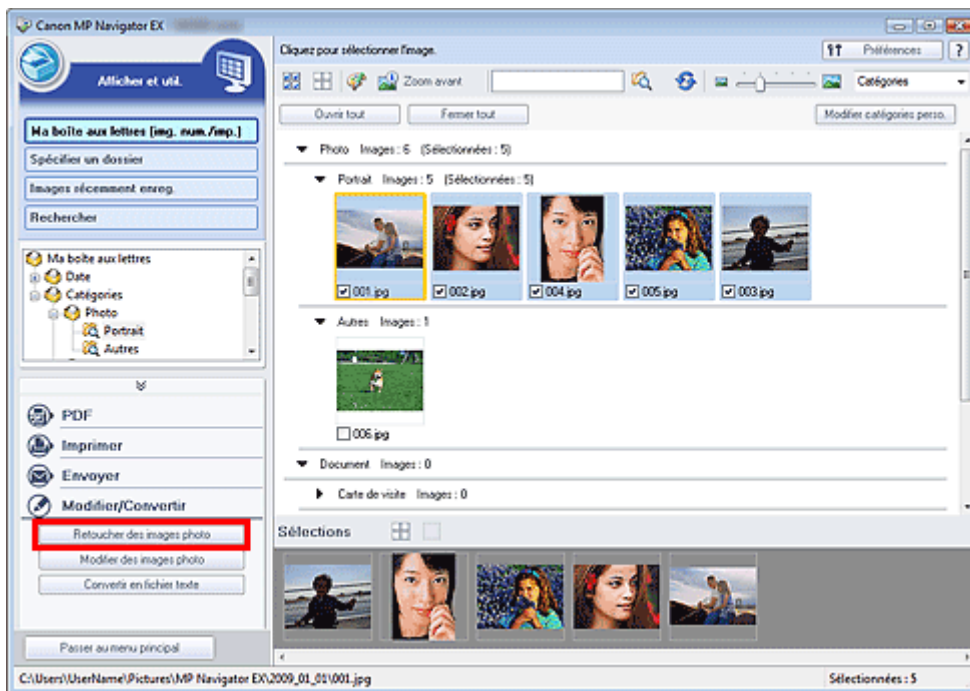 Canon MP Navigator EX
Afficher et util.
Ma boîte aux lettres (img. num./imp.)
Spécifier un dossier
Images récemment enreg.
Rechercher
Ma boîte aux lettres
Date
Catégories
Photo
Portrait
Autres
PDF
Imprimer
Envoyer
Modifier/Convertir
Retoucher des images photo
Modifier des images photo
Convertir en fichier texte
Passer au menu principal
Cliquez pour sélectionner l'image.
Préférences
?
Zoom avant
Catégories
Ouvrir tout
Fermer tout
Modifier catégories perso.
Photo Images : 6 (Sélectionnées : 5)
Portrait Images : 5 (Sélectionnées : 5)
001.jpg 002.jpg 004.jpg 005.jpg 003.jpg
Autres Images : 1
006.jpg
Document Images : 0
Carte de visite Images : 0
Sélections
C:\Users\UserName\Pictures\MP Navigator EX\2009_01_01\001.jpg
Sélectionnées : 5